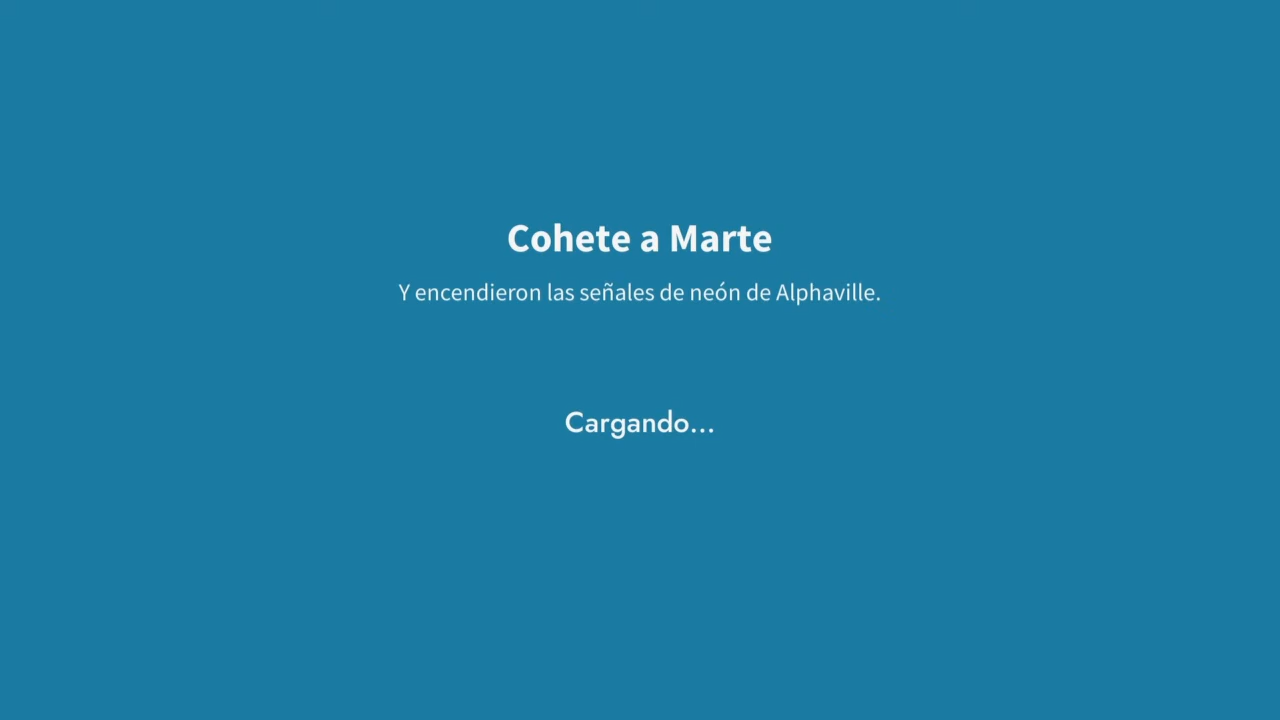 Cohete a Marte
Y encendieron las señales de neón de Alphaville.
Cargando...